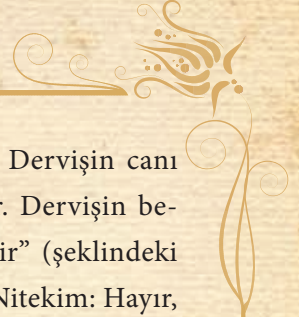 Dervişin canı
r. Dervişin be-
ir” (şeklindeki
Nitekim: Hayır,